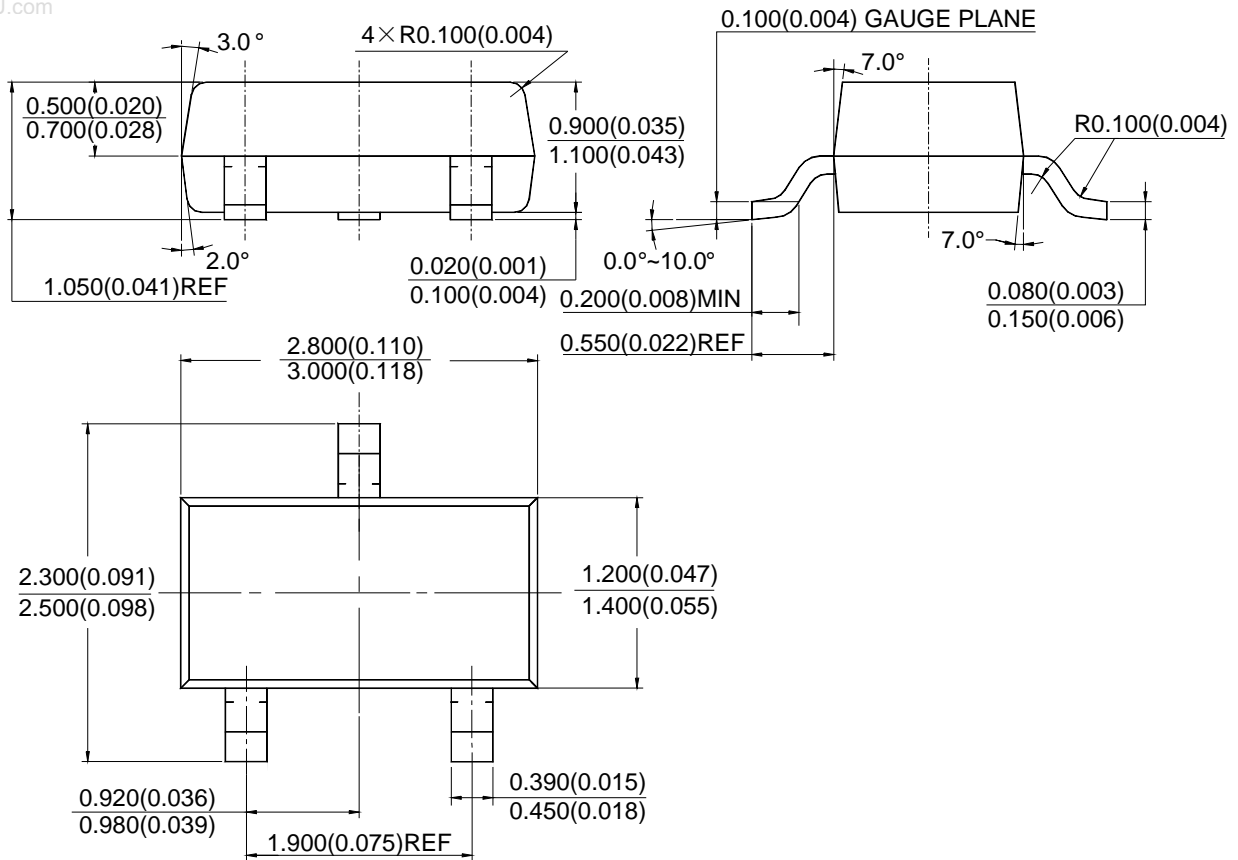 J.com
3.0°
4×R0.100(0.004)
0.100(0.004) GAUGE PLANE
7.0°
0.500(0.020)
0.700(0.028)
0.900(0.035)
1.100(0.043)
R0.100(0.004)
2.0°
1.050(0.041)REF
0.020(0.001)
0.100(0.004)
0.0°~10.0°
7.0°
0.200(0.008)MIN
0.550(0.022)REF
0.080(0.003)
0.150(0.006)
2.800(0.110)
3.000(0.118)
2.300(0.091)
2.500(0.098)
1.200(0.047)
1.400(0.055)
0.920(0.036)
0.980(0.039)
1.900(0.075)REF
0.390(0.015)
0.450(0.018)